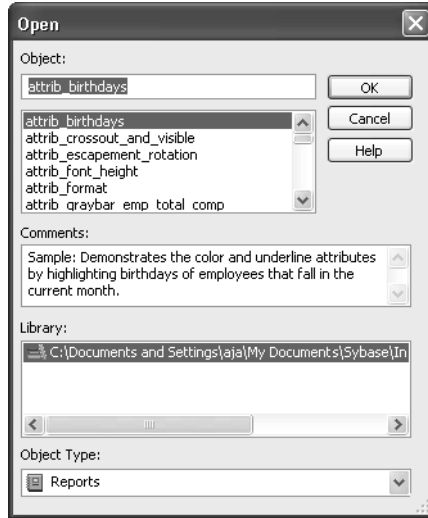 Open
Object:
attrib_birthdays
OK
attrib_birthdays
attrib_crossout_and_visible
attrib_escapement_rotation
attrib_font_height
attrib_format
attrib_graybar_emp_total_comp
Cancel
Help
Comments:
Sample: Demonstrates the color and underline attributes
by highlighting birthdays of employees that fall in the
current month.
Library:
C:\Documents and Settings\aja\My Documents\Sybase\In
Object Type:
Reports